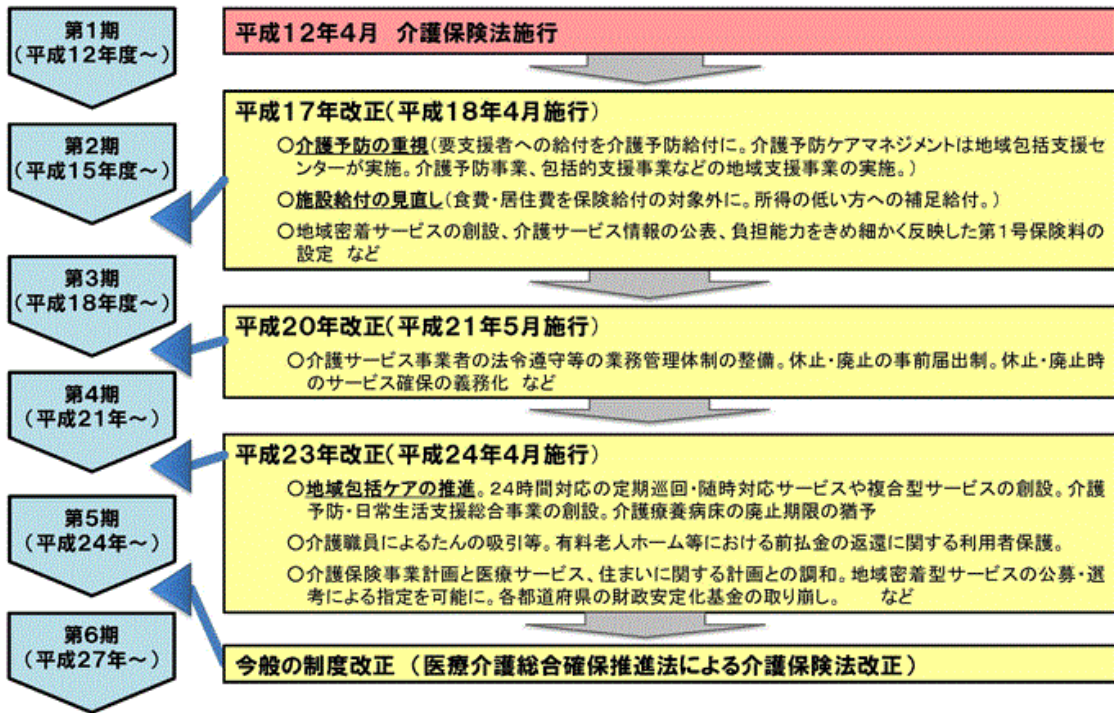 第1期
(平成12年度～)
第2期
(平成15年度～)
第3期
(平成18年度～)
第4期
(平成21年～)
第5期
(平成24年～)
第6期
(平成27年～)
平成12年4月 介護保険法施行
平成17年改正(平成18年4月施行)
○介護予防の重視(要支援者への給付を介護予防給付に。介護予防ケアマネジメントは地域包括支援セ
ンターが実施。介護予防事業、包括的支援事業などの地域支援事業の実施。)
○施設給付の見直し(食費・居住費を保険給付の対象外に。所得の低い方への補足給付。)
○地域密着サービスの創設、介護サービス情報の公表、負担能力をきめ細かく反映した第1号保険料の
設定 など
平成20年改正(平成21年5月施行)
○介護サービス事業者の法令遵守等の業務管理体制の整備。休止・廃止の事前届出制。休止・廃止時
のサービス確保の義務化 など
平成23年改正(平成24年4月施行)
○地域包括ケアの推進。24時間対応の定期巡回・随時対応サービスや複合型サービスの創設。介護
予防・日常生活支援総合事業の創設。介護療養病床の廃止期限の猶予
○介護職員によるたんの吸引等。有料老人ホーム等における前払金の返還に関する利用者保護。
○介護保険事業計画と医療サービス、住まいに関する計画との調和。地域密着型サービスの公募・選
考による指定を可能に。各都道府県の財政安定化基金の取り崩し。 など
今般の制度改正 (医療介護総合確保推進法による介護保険法改正)